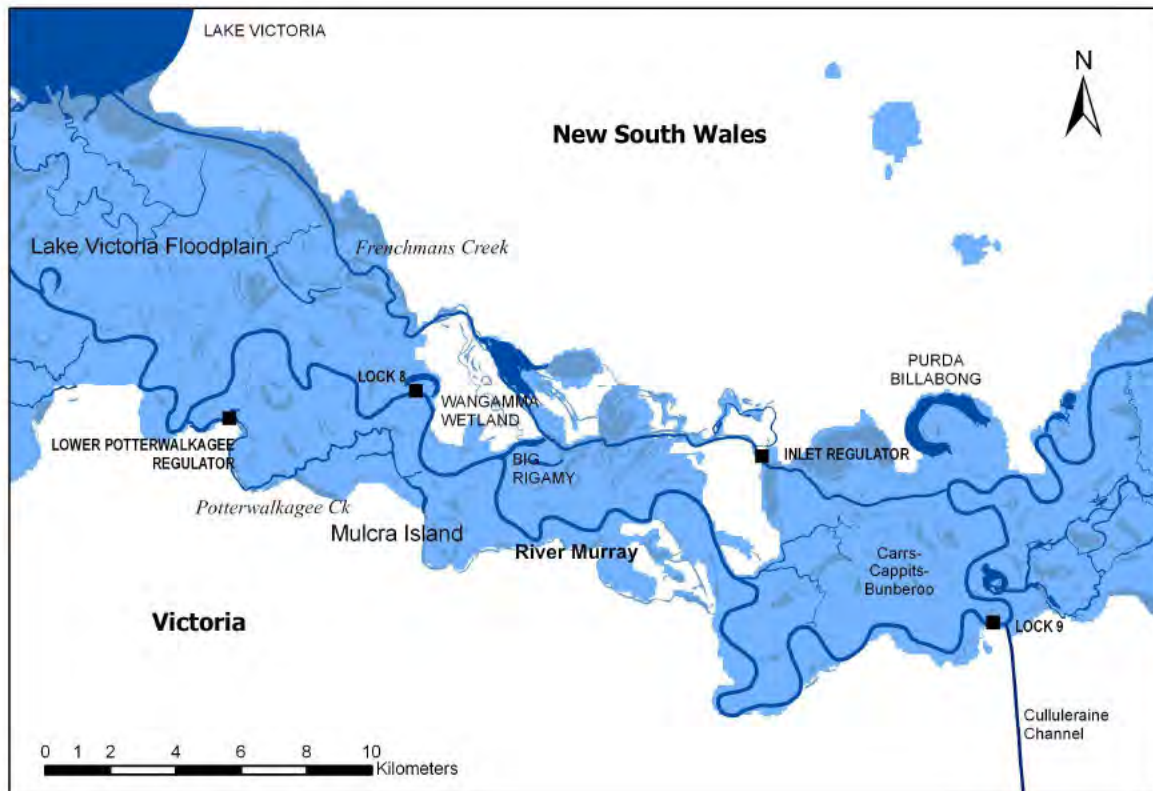 LAKE VICTORIA
N
New South Wales
Lake Victoria Floodplain
Frenchmans Creek
PURDA
BILLABONG
LOCK 8
WANGAMMA
WETLAND
LOWER POTTERWALKAGEE
REGULATOR
BIG
RIGAMY
INLET REGULATOR
Potterwalkagee Ck
Mulcra Island
River Murray
Carrs-
Cappits-
Bunberoo
Victoria
LOCK 9
Culluleraine
Channel
0 1 2 4 6 8 10
Kilometers